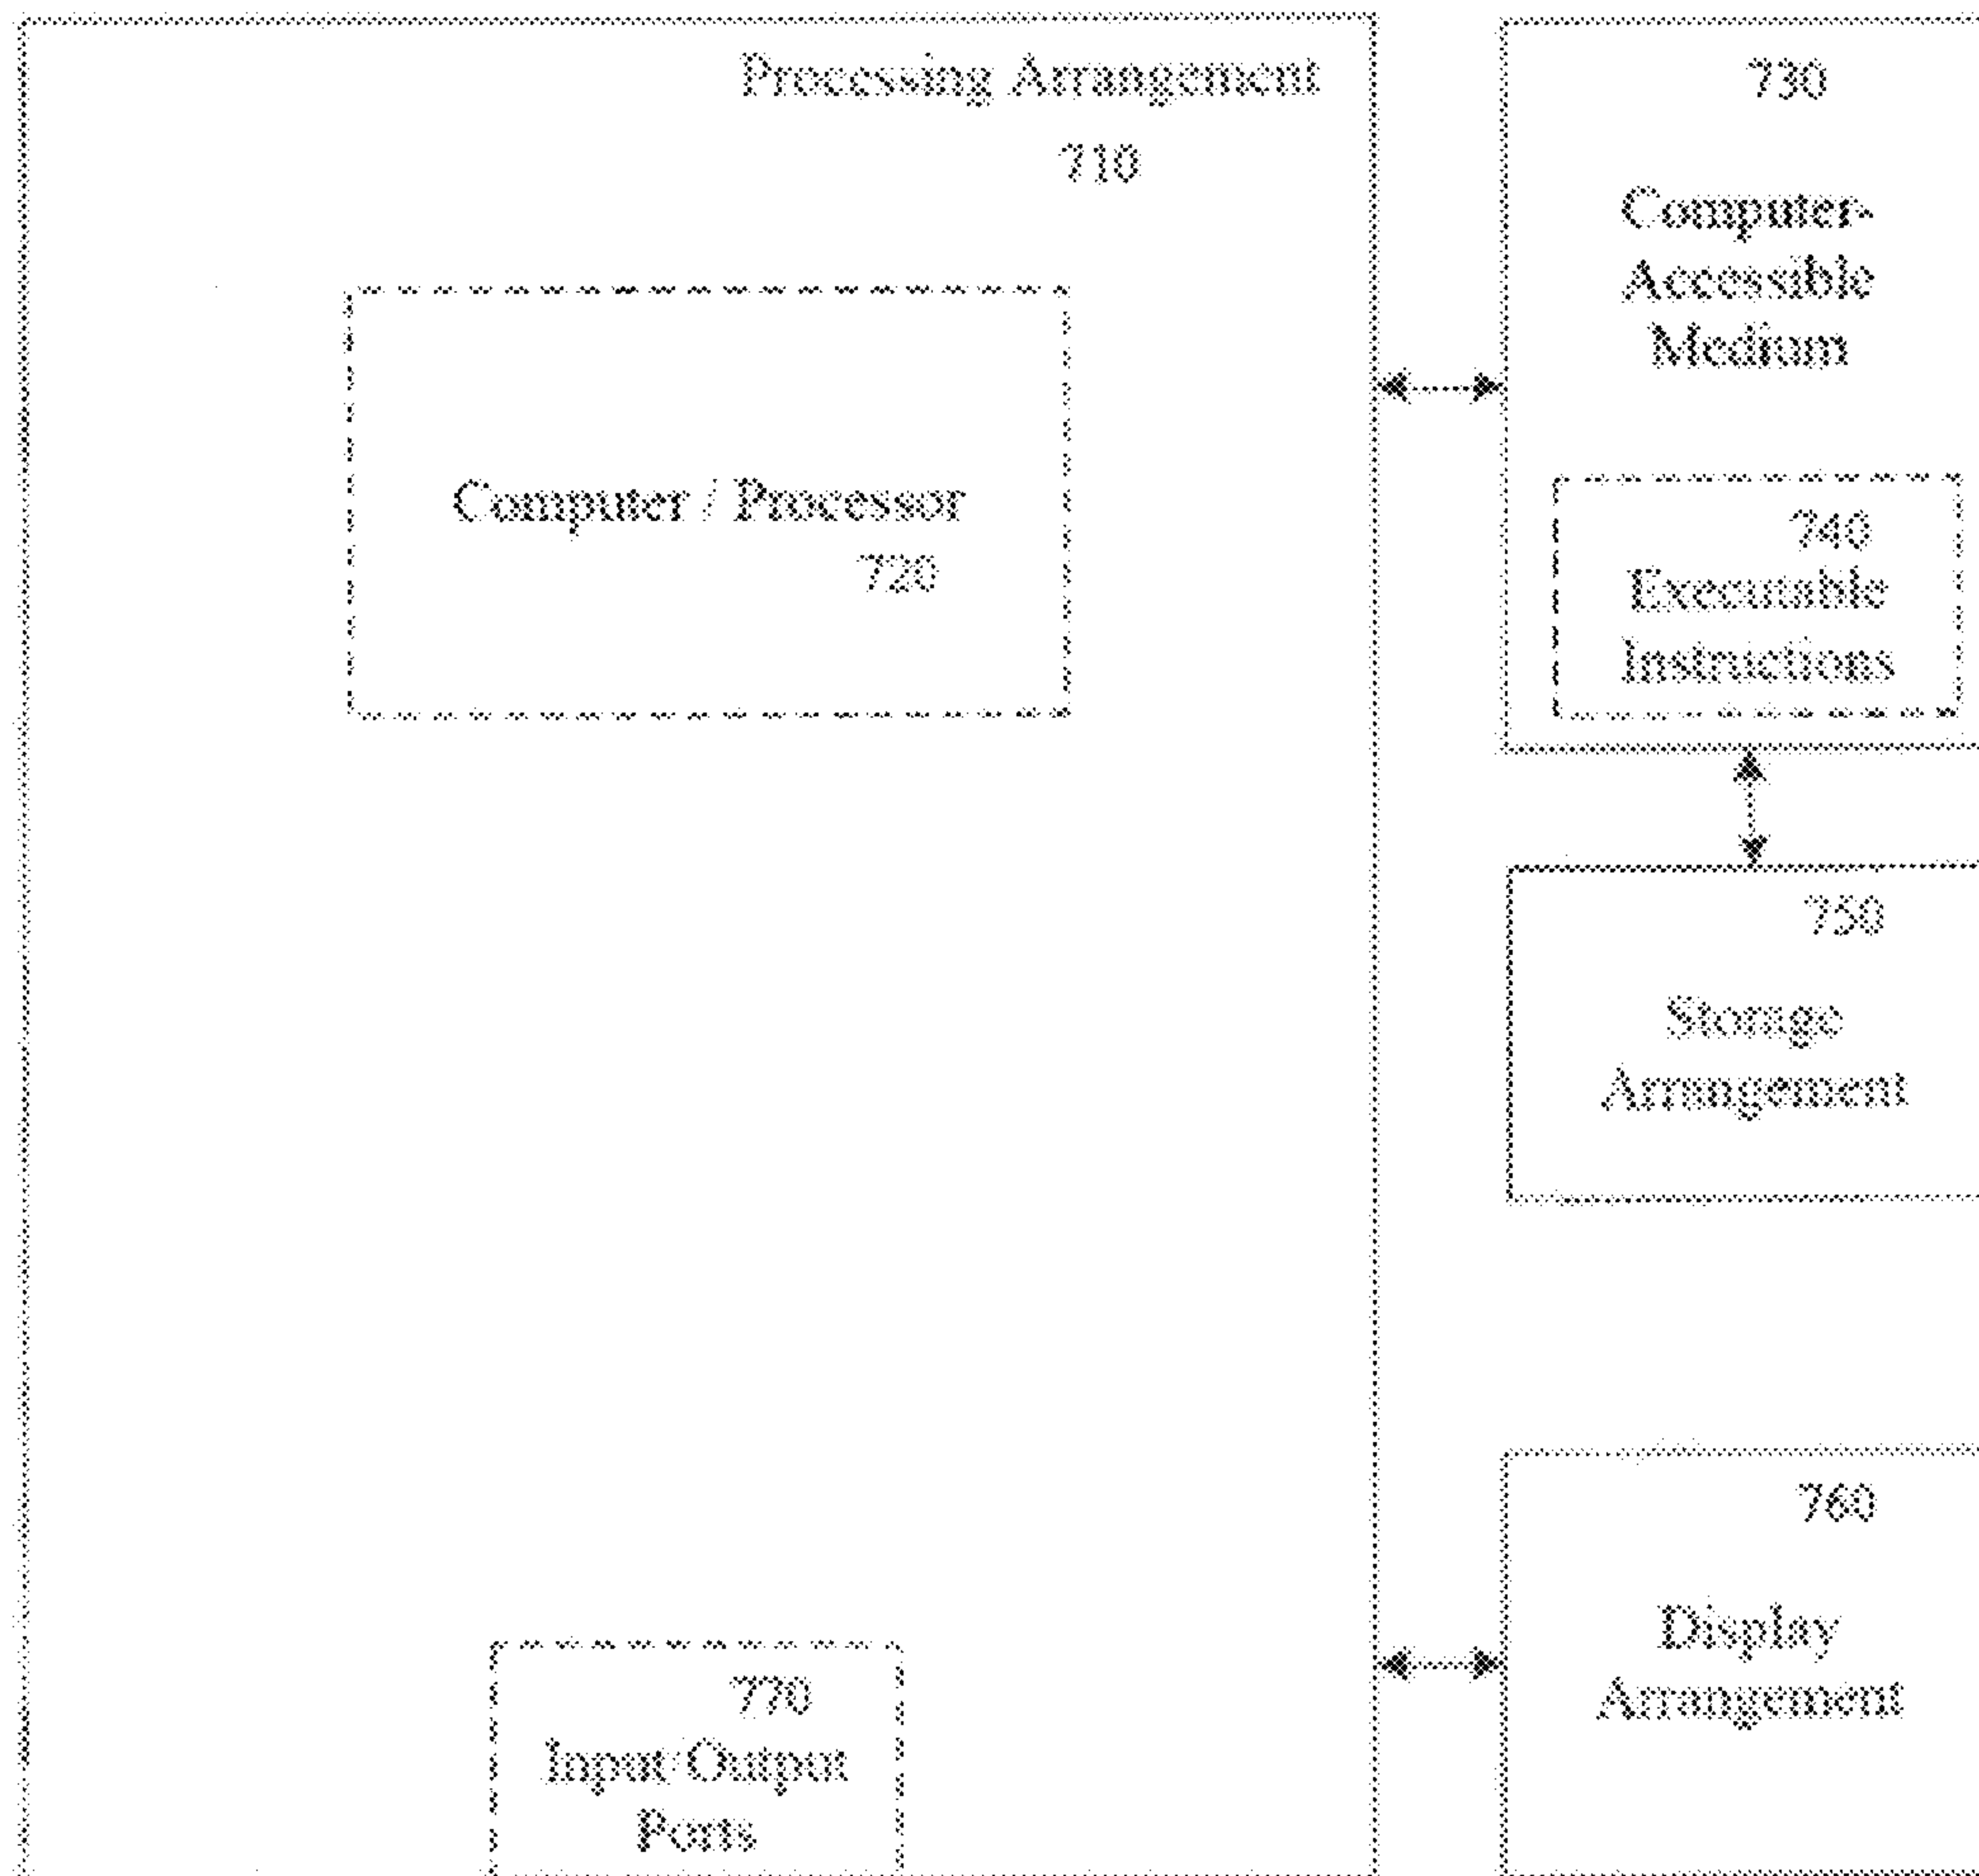 Processing Arrangement
710
Computer / Processor
720
770
Input/Output
Ports
730
Computer-
Accessible
Medium
740
Executable
Instructions
750
Storage
Arrangement
760
Display
Arrangement